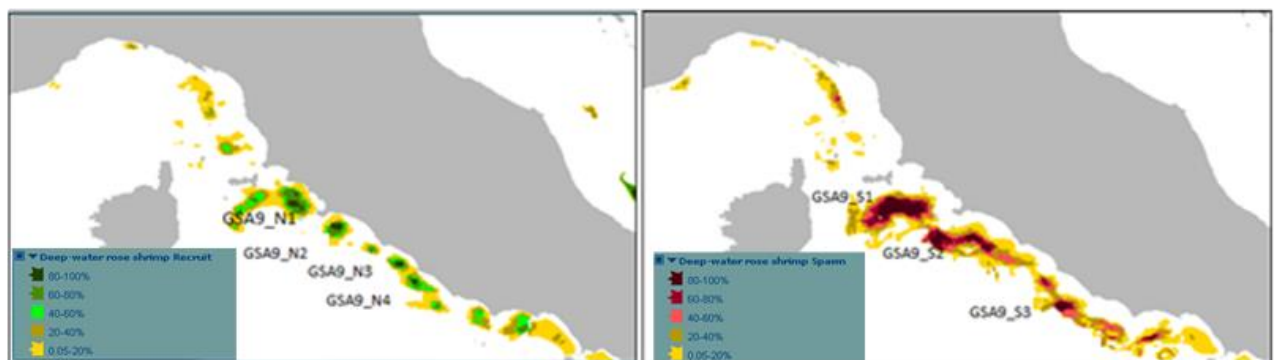 GSA9_N1
GSA9_N2
GSA9_N3
GSA9_N4
Deep-water rose shrimp Recruit
80-100%
60-80%
40-60%
20-40%
0.05-20%
GSA9_S1
GSA9_S2
GSA9_S3
Deep-water rose shrimp Spawn
80-100%
60-80%
40-60%
20-40%
0.05-20%